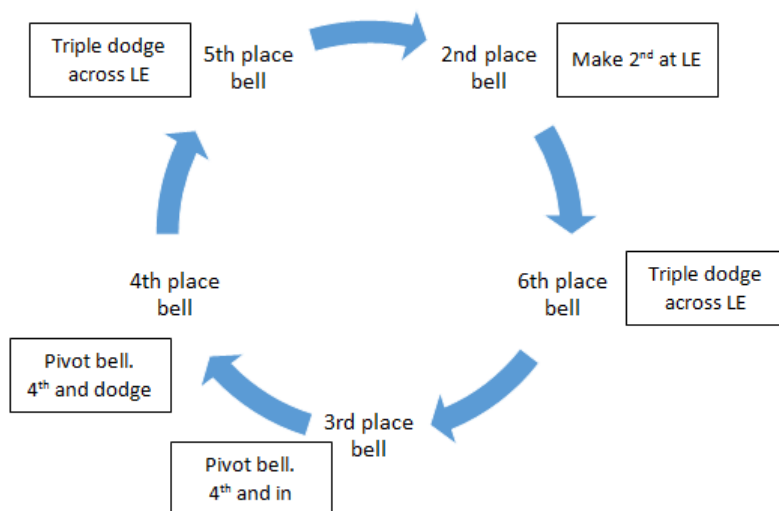 Triple dodge
across LE
5th place
bell
2nd place
bell
Make 2nd at LE
6th place
bell
Triple dodge
across LE
3rd place
bell
Pivot bell.
4th and in
4th place
bell
Pivot bell.
4th and dodge